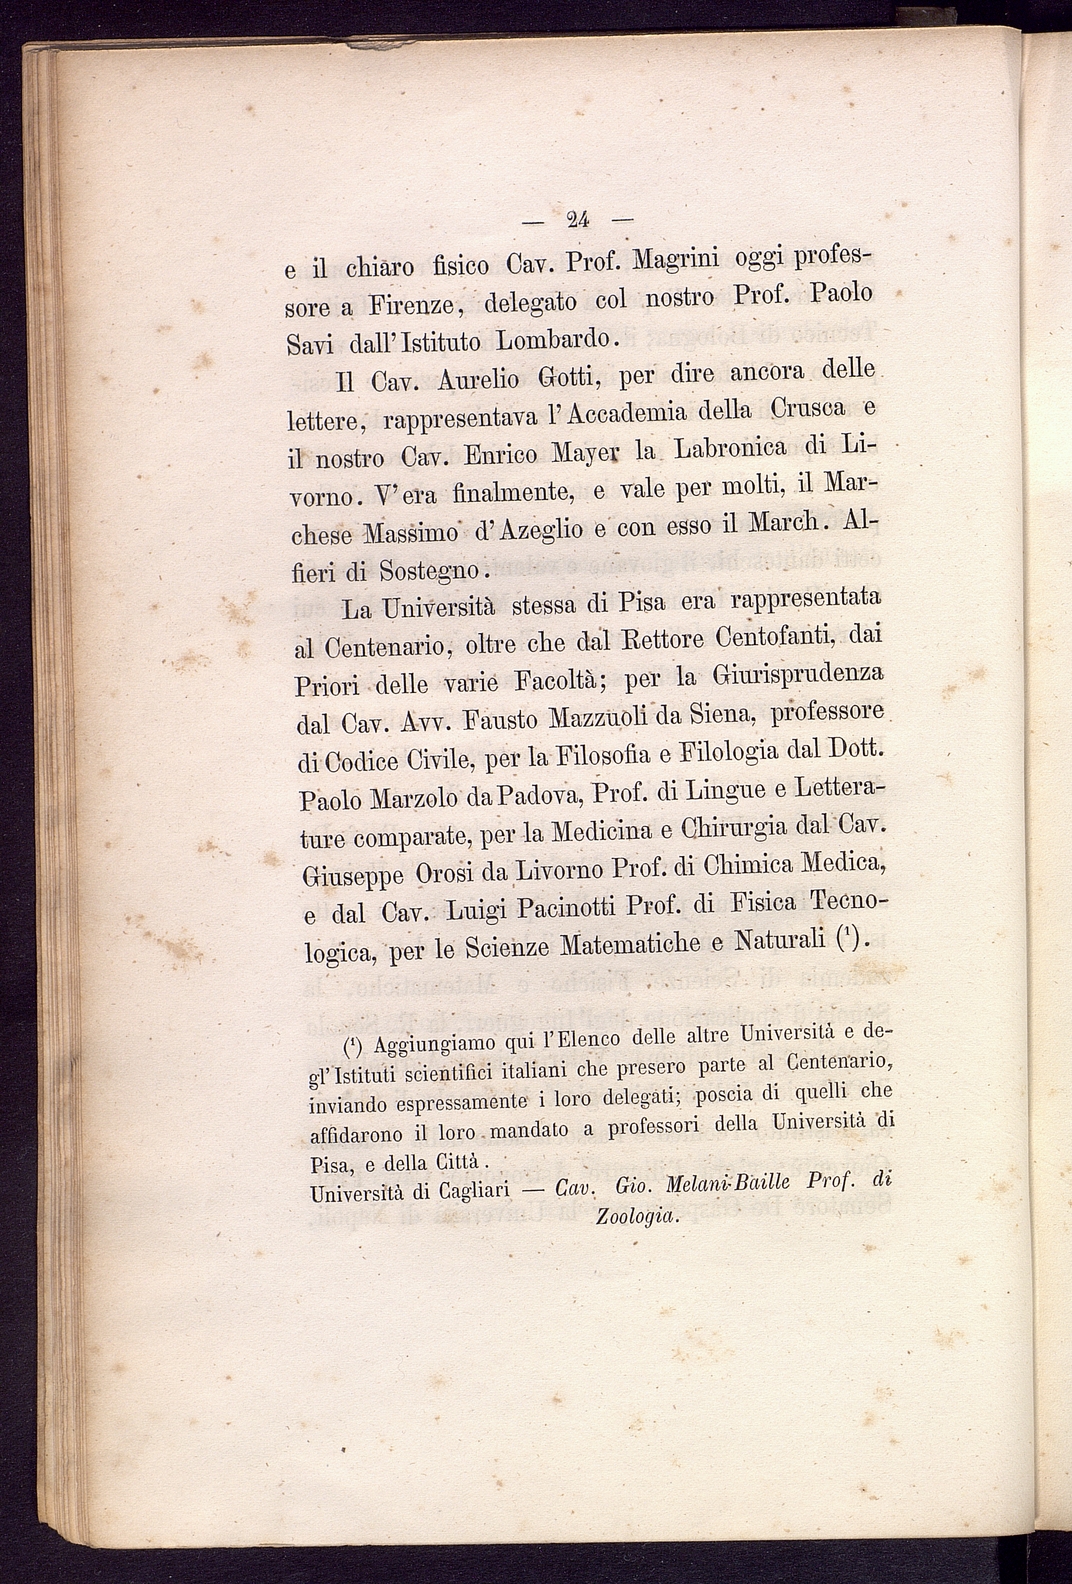 — 24 —
e il chiaro fisico Cav. Prof. Magrini oggi profes-
sore a Firenze, delegato col nostro Prof. Paolo
Savi dall' Istituto Lombardo.
Il Cav. Aurelio Gotti, per dire ancora delle
lettere, rappresentava l' Accademia della Crusca e
il nostro Cav. Enrico Mayer la Labronica di Li-
vorno. V' era finalmente, e vale per molti, il Mar-
chese Massimo d' Azeglio e con esso il March. Al-
fieri di Sostegno.
La Università stessa di Pisa era rappresentata
al Centenario, oltre che dal Rettore Centofanti, dai
Priori delle varie Facoltà; per la Giurisprudenza
dal Cav. Avv. Fausto Mazzuoli da Siena, professore
di Codice Civile, per la Filosofia e Filologia dal Dott.
Paolo Marzolo da Padova, Prof. di Lingue e Lettera-
ture comparate, per la Medicina e Chirurgia dal Cav.
Giuseppe Orosi da Livorno Prof. di Chimica Medica,
e dal Cav. Luigi Pacinotti Prof. di Fisica Tecno-
logica, per le Scienze Matematiche e Naturali (¹).
(¹) Aggiungiamo qui l' Elenco delle altre Università e de-
gl' Istituti scientifici italiani che presero parte al Centenario,
inviando espressamente i loro delegati; poscia di quelli che
affidarono il loro mandato a professori della Università di
Pisa, e della Città.
Università di Cagliari — Cav. Gio. Melani-Baille Prof. di
Zoologia.